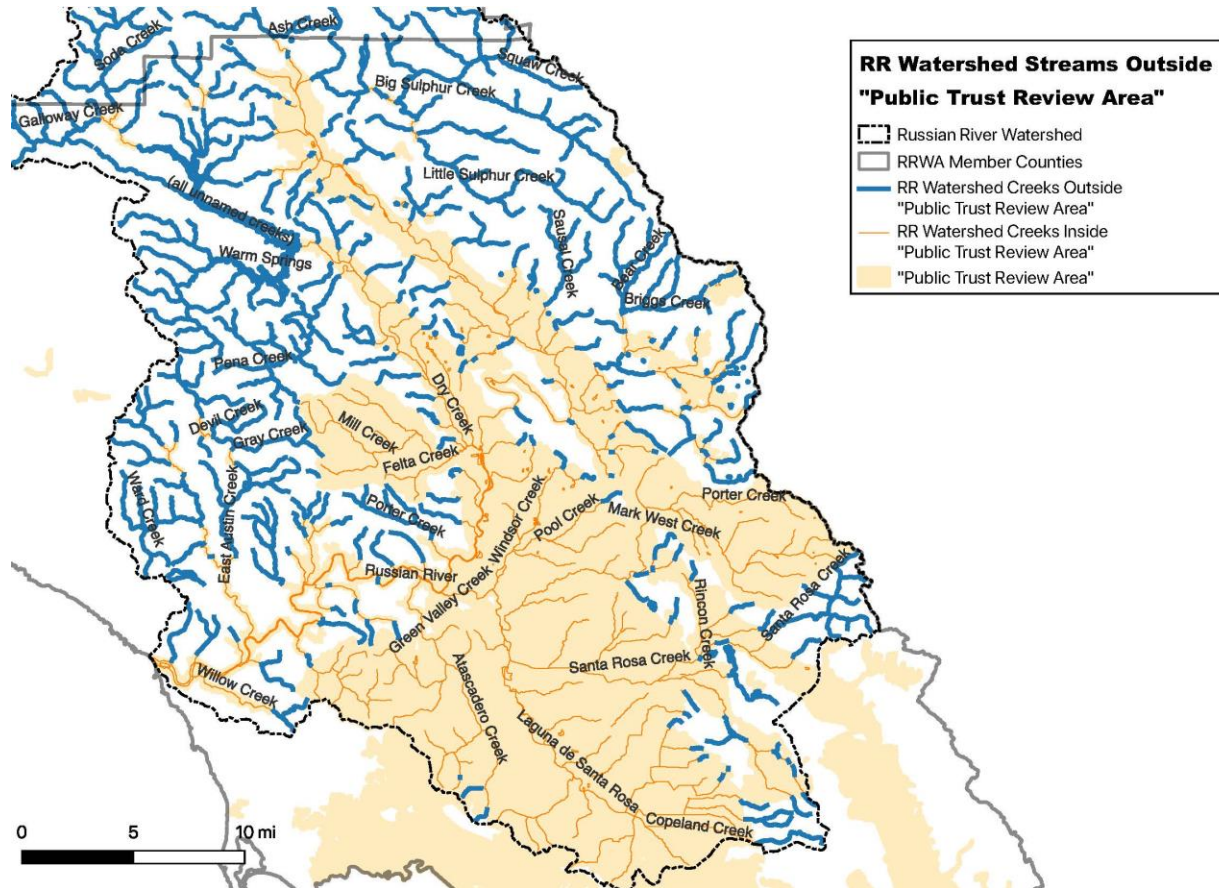 Ash Creek
Soda Creek
Squaw Creek
Big Sulphur Creek
Galloway Creek
Little Sulphur Creek
(all unnamed creeks)
Sausal Creek
Bear Creek
Warm Springs
Briggs Creek
Pena Creek
Dry Creek
Devil Creek
Gray Creek
Mill Creek
Felta Creek
Ward Creek
East Austin Creek
Porter Creek
Windsor Creek
Pool Creek
Porter Creek
Mark West Creek
Russian River
Green Valley Creek
Rincon Creek
Santa Rosa Creek
Santa Rosa Creek
Willow Creek
Atascadero Creek
Laguna de Santa Rosa
Copeland Creek
0 5 10 mi
RR Watershed Streams Outside
"Public Trust Review Area"
Russian River Watershed
RRWA Member Counties
RR Watershed Creeks Outside
"Public Trust Review Area"
RR Watershed Creeks Inside
"Public Trust Review Area"
"Public Trust Review Area"